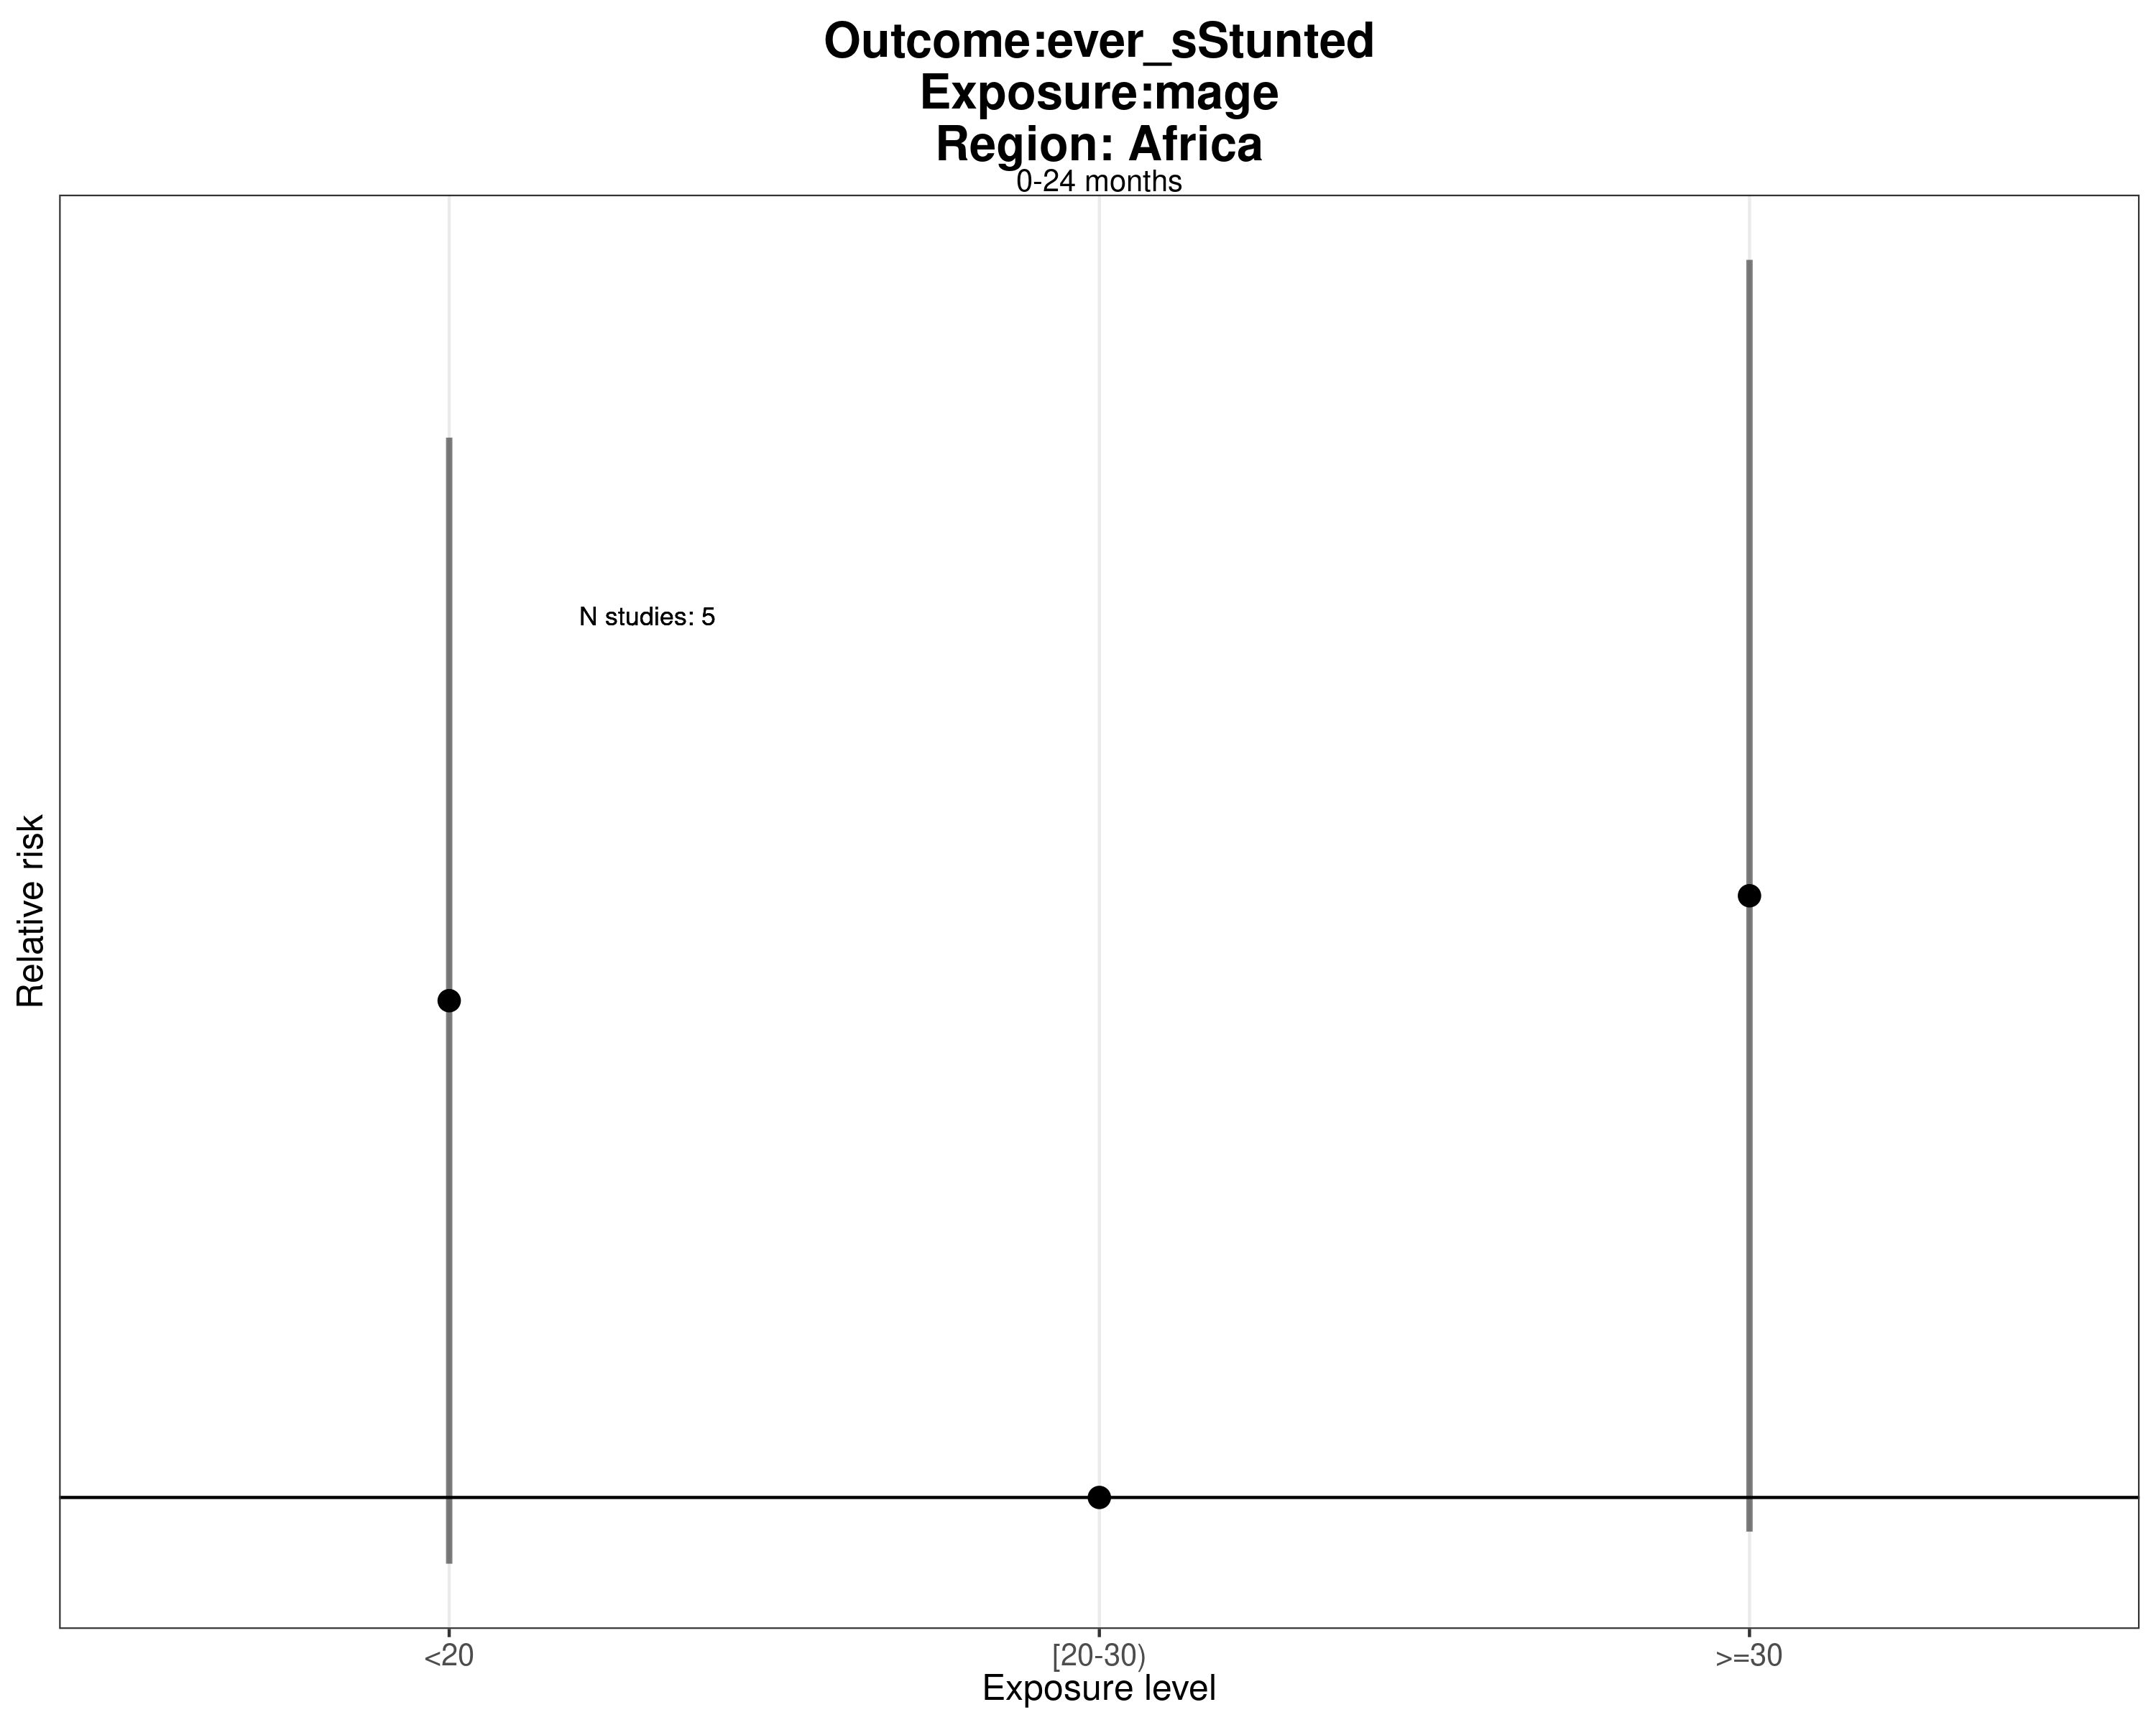 Outcome:ever_sStunted
Exposure:mage
Region: Africa
0-24 months
N studies: 5
Relative risk
<20
[20-30)
>=30
Exposure level